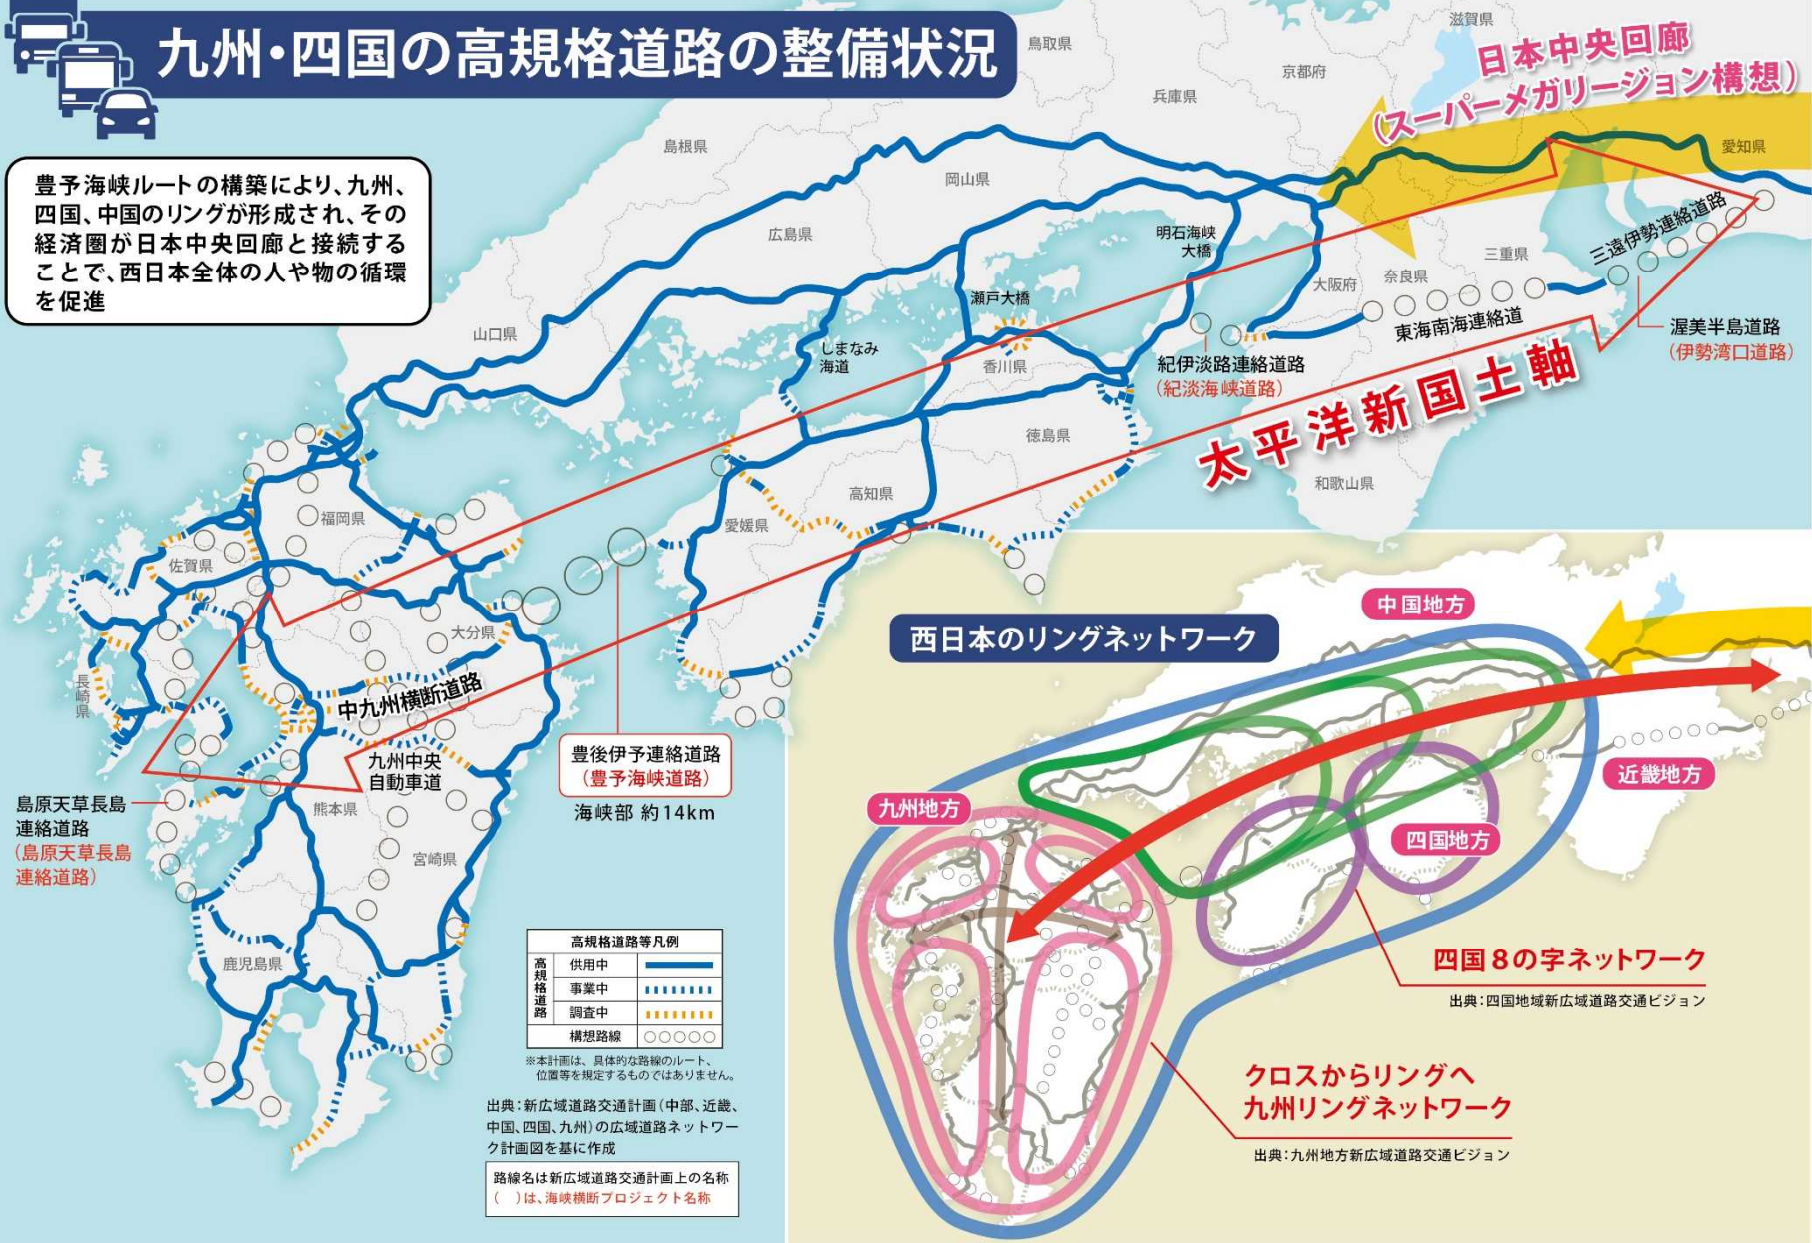 九州・四国の高規格道路の整備状況
豊予海峡ルートの構築により、九州、
四国、中国のリングが形成され、その
経済圏が日本中央回廊と接続する
ことで、西日本全体の人や物の循環
を促進
日本中央回廊
(スーパーメガリージョン構想)
滋賀県
鳥取県
京都府
兵庫県
島根県
岡山県
愛知県
広島県
明石海峡
大橋
三重県
三遠伊勢連絡道路
大阪府
奈良県
瀬戸大橋
山口県
東海南海連絡道
渥美半島道路
(伊勢湾口道路)
しまなみ
海道
香川県
紀伊淡路連絡道路
(紀淡海峡道路)
太平洋新国土軸
徳島県
和歌山県
高知県
愛媛県
福岡県
佐賀県
大分県
長崎県
中九州横断道路
九州中央
自動車道
豊後伊予連絡道路
(豊予海峡道路)
海峡部 約14km
島原天草長島
連絡道路
(島原天草長島
連絡道路)
熊本県
宮崎県
鹿児島県
高規格道路等凡例
高規格道路
供用中
事業中
調査中
構想路線
※本計画は、具体的な路線のルート、
位置等を規定するものではありません。
出典:新広域道路交通計画(中部、近畿、
中国、四国、九州)の広域道路ネットワー
ク計画図を基に作成
路線名は新広域道路交通計画上の名称
( )は、海峡横断プロジェクト名称
西日本のリングネットワーク
中国地方
近畿地方
九州地方
四国地方
四国8の字ネットワーク
出典:四国地域新広域道路交通ビジョン
クロスからリングへ
九州リングネットワーク
出典:九州地方新広域道路交通ビジョン